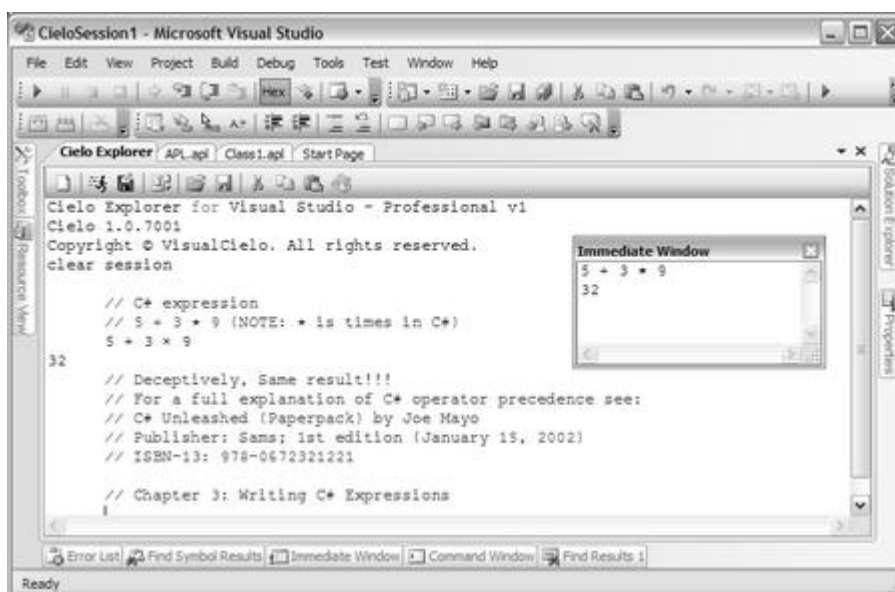 CieloSession1 - Microsoft Visual Studio
File Edit View Project Build Debug Tools Test Window Help
Hex
Cielo Explorer APL.apl Class1.apl Start Page
Toolbox
Resource View
Solution Explorer
Properties
Cielo Explorer for Visual Studio - Professional v1
Cielo 1.0.7001
Copyright © VisualCielo. All rights reserved.
clear session
// C# expression
// 5 + 3 * 9 (NOTE: * is times in C#)
5 + 3 × 9
32
// Deceptively, Same result!!!
// For a full explanation of C# operator precedence see:
// C# Unleashed (Paperpack) by Joe Mayo
// Publisher: Sams; 1st edition (January 15, 2002)
// ISBN-13: 978-0672321221
// Chapter 3: Writing C# Expressions
Immediate Window
5 + 3 * 9
32
Error List Find Symbol Results Immediate Window Command Window Find Results 1
Ready